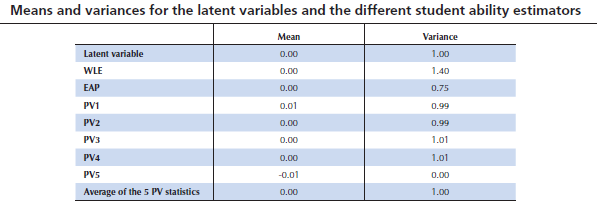 Means and variances for the latent variables and the different student ability estimators
Mean Variance
Latent variable 0.00 1.00
WLE 0.00 1.40
EAP 0.00 0.75
PV1 0.01 0.99
PV2 0.00 0.99
PV3 0.00 1.01
PV4 0.00 1.01
PV5 -0.01 0.00
Average of the 5 PV statistics 0.00 1.00